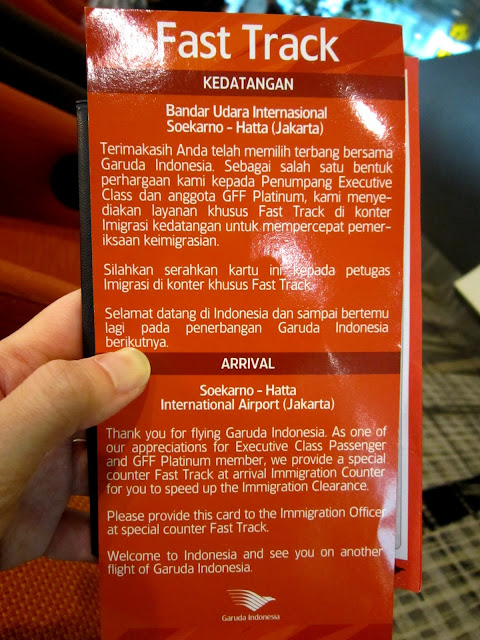 Fast Track
KEDATANGAN
Bandar Udara Internasional
Soekarno - Hatta (Jakarta)
Terimakasih Anda telah memilih terbang bersama
Garuda Indonesia. Sebagai salah satu bentuk
perhargaan kami kepada Penumpang Executive
Class dan anggota GFF Platinum, kami menye-
diakan layanan khusus Fast Track di konter
Imigrasi kedatangan untuk mempercepat pemer-
iksaan keimigrasian.
Silahkan serahkan kartu ini kepada petugas
Imigrasi di konter khusus Fast Track.
Selamat datang di Indonesia dan sampai bertemu
lagi pada penerbangan Garuda Indonesia
berikutnya.
ARRIVAL
Soekarno - Hatta
International Airport (Jakarta)
Thank you for flying Garuda Indonesia. As one of
our appreciations for Executive Class Passenger
and GFF Platinum member, we provide a special
counter Fast Track at arrival Immigration Counter
for you to speed up the Immigration Clearance.
Please provide this card to the Immigration Officer
at special counter Fast Track.
Welcome to Indonesia and see you on another
flight of Garuda Indonesia.
Garuda Indonesia